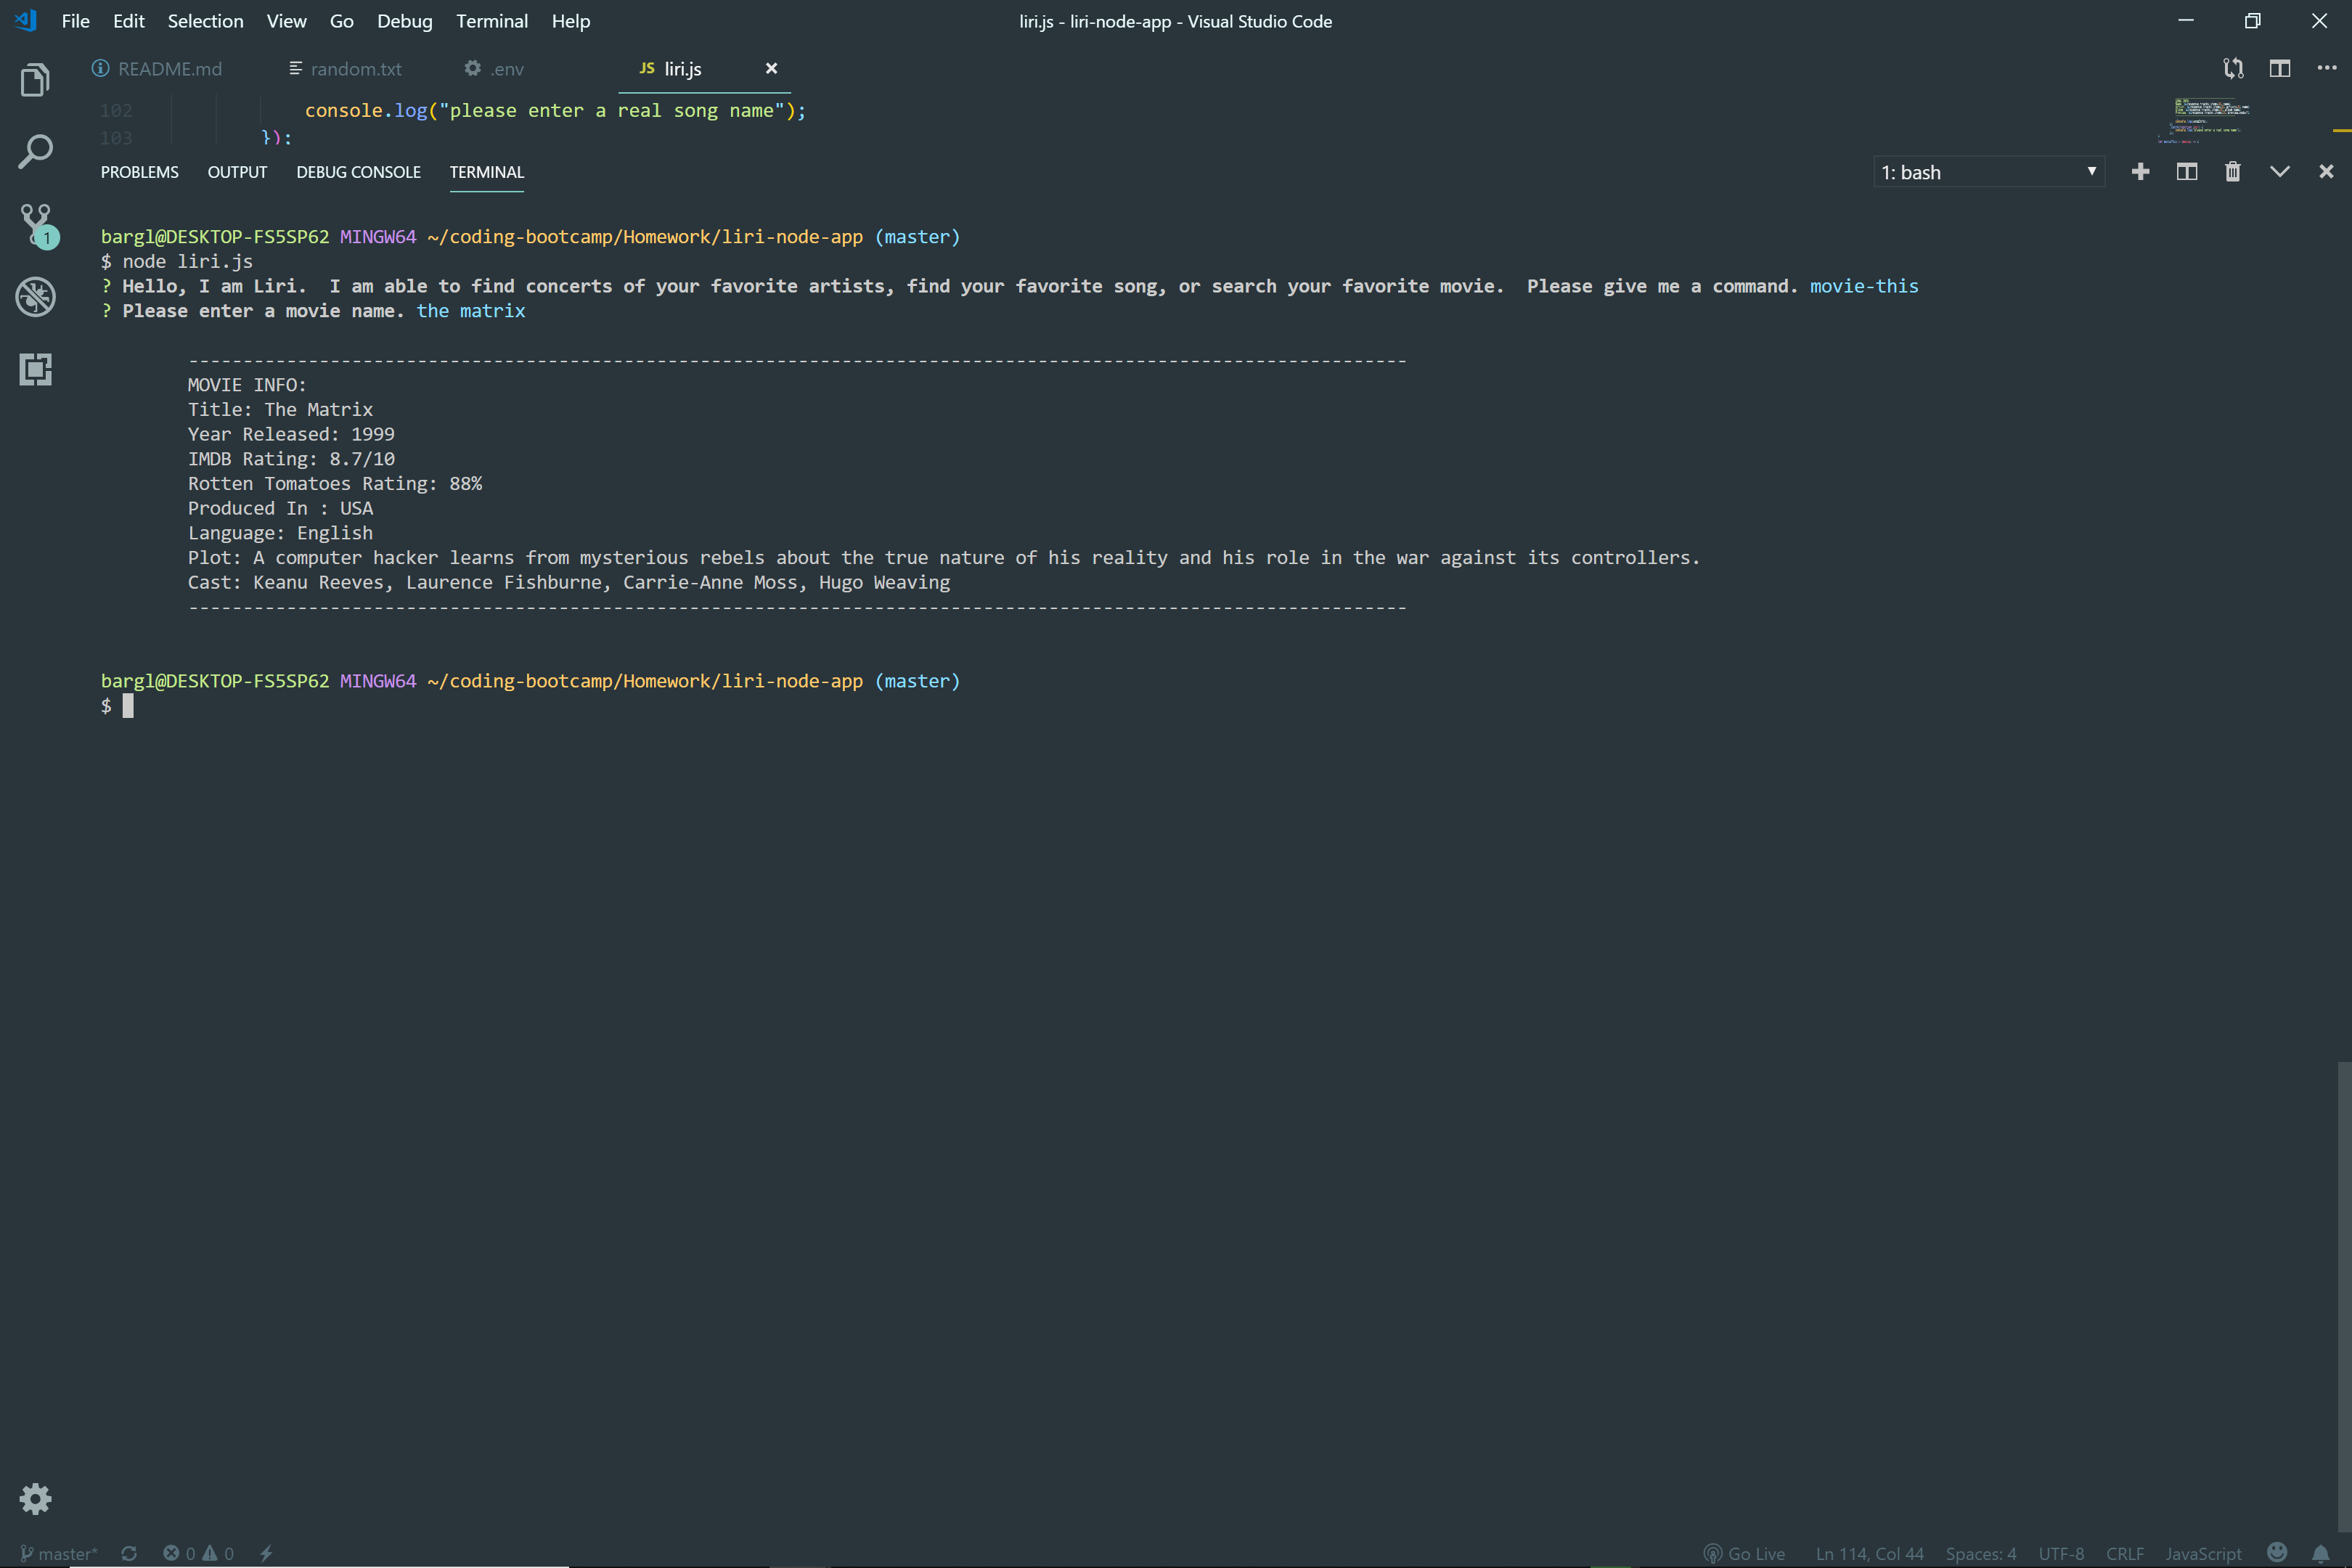 File Edit Selection View Go Debug Terminal Help
liri.js - liri-node-app - Visual Studio Code
README.md random.txt .env JS liri.js
102 console.log("please enter a real song name");
103 });
PROBLEMS OUTPUT DEBUG CONSOLE TERMINAL 1: bash
1
bargl@DESKTOP-FS5SP62 MINGW64 ~/coding-bootcamp/Homework/liri-node-app (master)
$ node liri.js
? Hello, I am Liri.  I am able to find concerts of your favorite artists, find your favorite song, or search your favorite movie.  Please give me a command. movie-this
? Please enter a movie name. the matrix
----------------------------------------------------------------------------------------------------------------
MOVIE INFO:
Title: The Matrix
Year Released: 1999
IMDB Rating: 8.7/10
Rotten Tomatoes Rating: 88%
Produced In : USA
Language: English
Plot: A computer hacker learns from mysterious rebels about the true nature of his reality and his role in the war against its controllers.
Cast: Keanu Reeves, Laurence Fishburne, Carrie-Anne Moss, Hugo Weaving
----------------------------------------------------------------------------------------------------------------
bargl@DESKTOP-FS5SP62 MINGW64 ~/coding-bootcamp/Homework/liri-node-app (master)
$
master* 0 0 Go Live Ln 114, Col 44 Spaces: 4 UTF-8 CRLF JavaScript